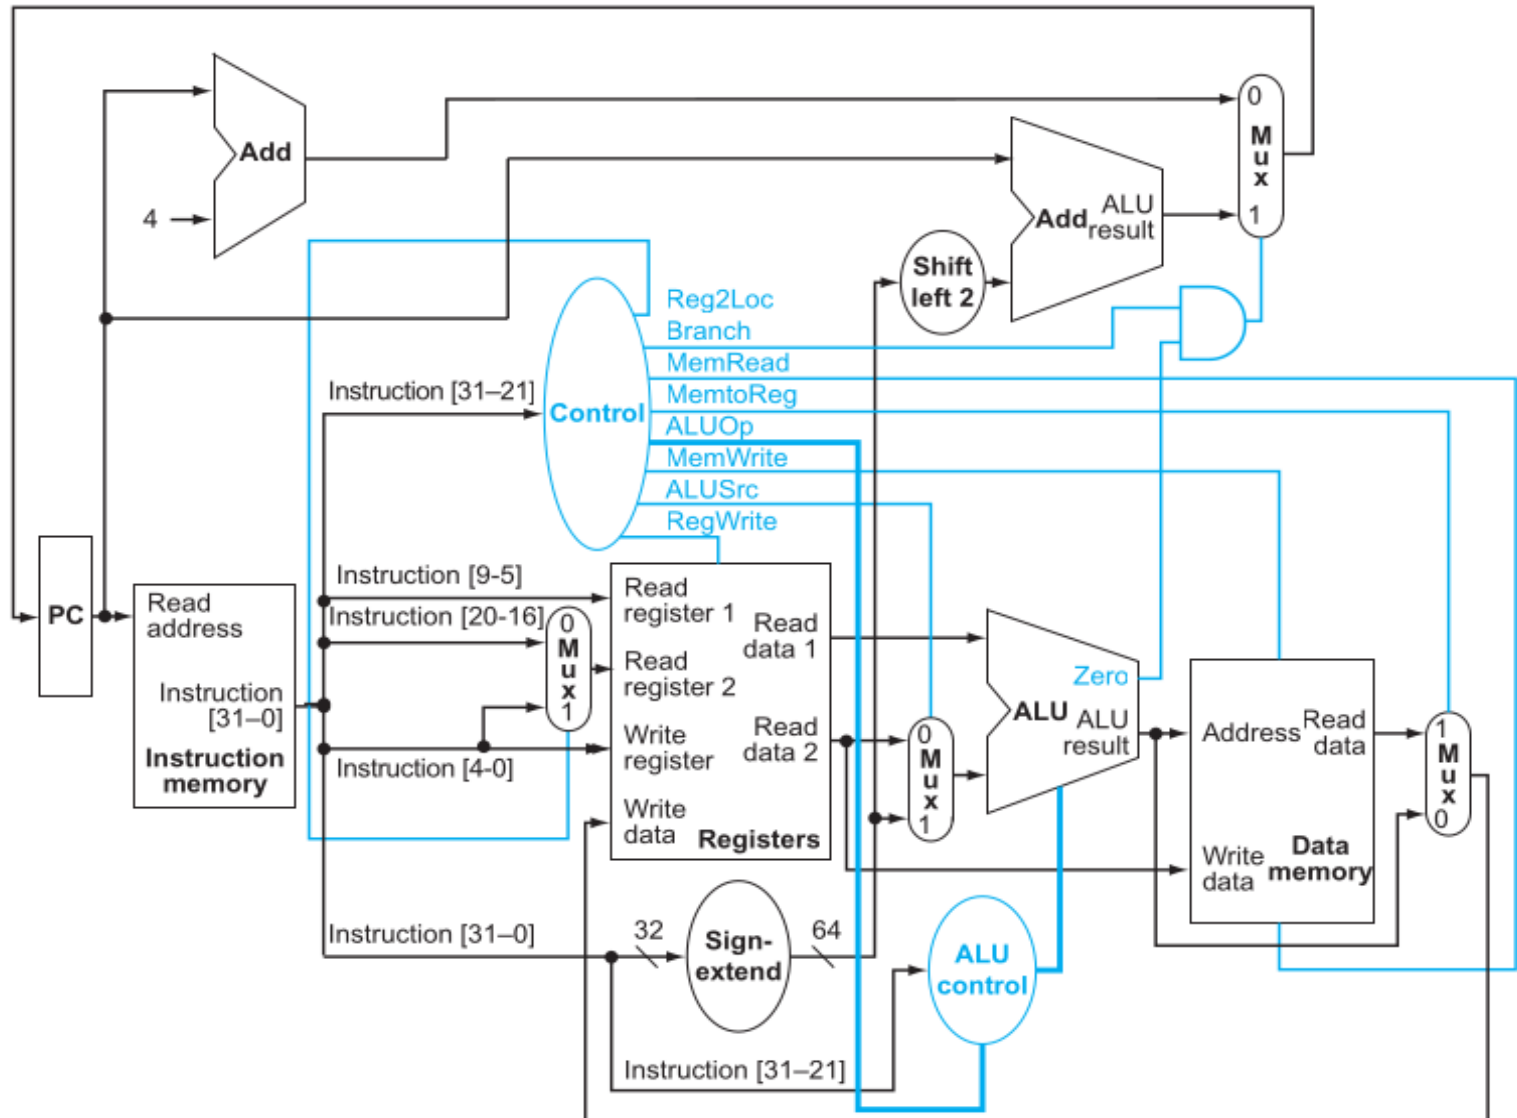 0
Mux
1
Add
4
Add
ALU
result
Shift
left 2
Reg2Loc
Branch
MemRead
MemtoReg
ALUOp
MemWrite
ALUSrc
RegWrite
Instruction [31–21]
Control
PC
Read
address
Instruction
[31–0]
Instruction
memory
Instruction [9-5]
Instruction [20-16]
Instruction [4-0]
0
Mux
1
Read
register 1
Read
register 2
Write
register
Write
data
Read
data 1
Read
data 2
Registers
0
Mux
1
Zero
ALU
ALU
result
Address
Read
data
Write
data
Data
memory
1
Mux
0
Instruction [31–0]
32
Sign-
extend
64
ALU
control
Instruction [31–21]